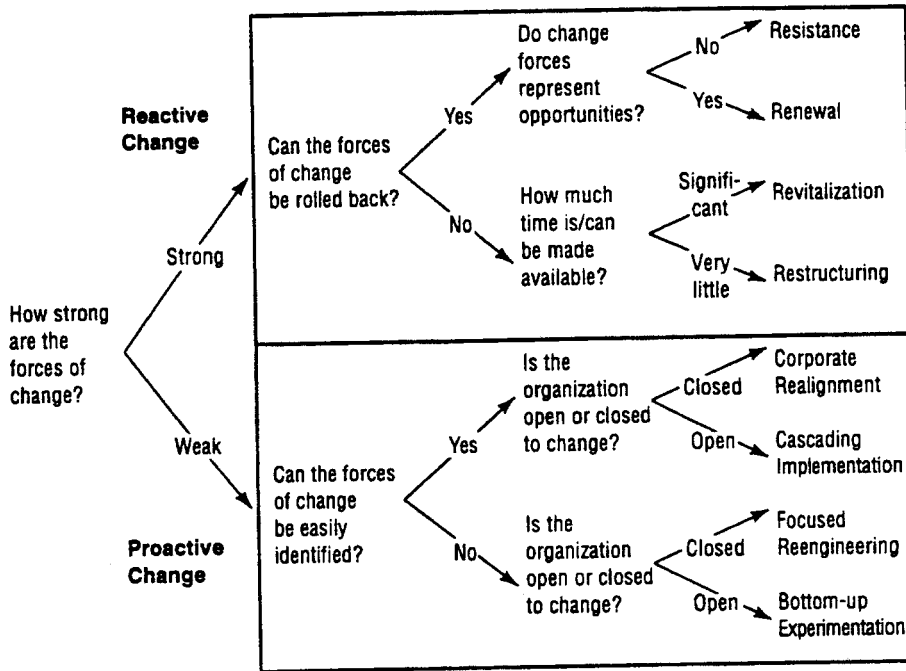 How strong
are the
forces of
change?
Strong
Weak
Reactive
Change
Can the forces
of change
be rolled back?
Yes
No
Do change
forces
represent
opportunities?
No
Yes
Resistance
Renewal
How much
time is/can
be made
available?
Signifi-
cant
Very
little
Revitalization
Restructuring
Proactive
Change
Can the forces
of change
be easily
identified?
Yes
No
Is the
organization
open or closed
to change?
Closed
Open
Corporate
Realignment
Cascading
Implementation
Is the
organization
open or closed
to change?
Closed
Open
Focused
Reengineering
Bottom-up
Experimentation